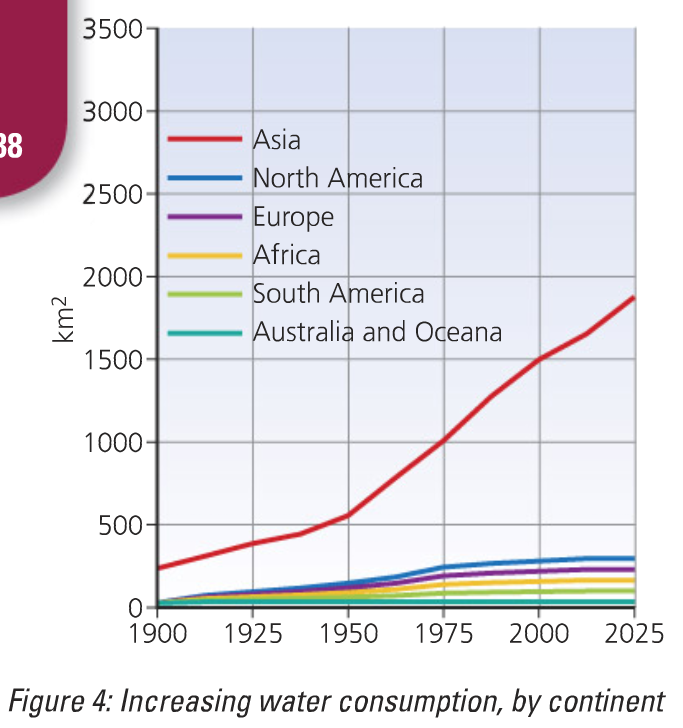 3500
3000
2500
2000
1500
1000
500
0
km²
Asia
North America
Europe
Africa
South America
Australia and Oceana
1900 1925 1950 1975 2000 2025
Figure 4: Increasing water consumption, by continent